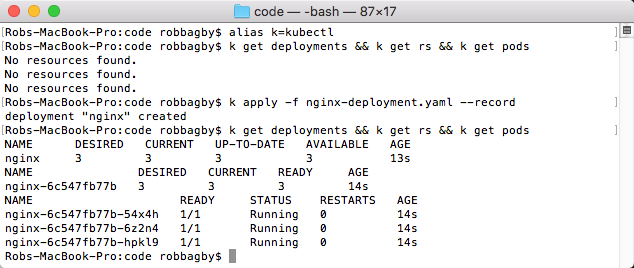 code — -bash — 87×17
[Robs-MacBook-Pro:code robbagby$ alias k=kubectl ]
[Robs-MacBook-Pro:code robbagby$ k get deployments && k get rs && k get pods ]
No resources found.
No resources found.
No resources found.
[Robs-MacBook-Pro:code robbagby$ k apply -f nginx-deployment.yaml --record ]
deployment "nginx" created
[Robs-MacBook-Pro:code robbagby$ k get deployments && k get rs && k get pods ]
NAME DESIRED CURRENT UP-TO-DATE AVAILABLE AGE
nginx 3 3 3 3 13s
NAME DESIRED CURRENT READY AGE
nginx-6c547fb77b 3 3 3 14s
NAME READY STATUS RESTARTS AGE
nginx-6c547fb77b-54x4h 1/1 Running 0 14s
nginx-6c547fb77b-6z2n4 1/1 Running 0 14s
nginx-6c547fb77b-hpkl9 1/1 Running 0 14s
Robs-MacBook-Pro:code robbagby$